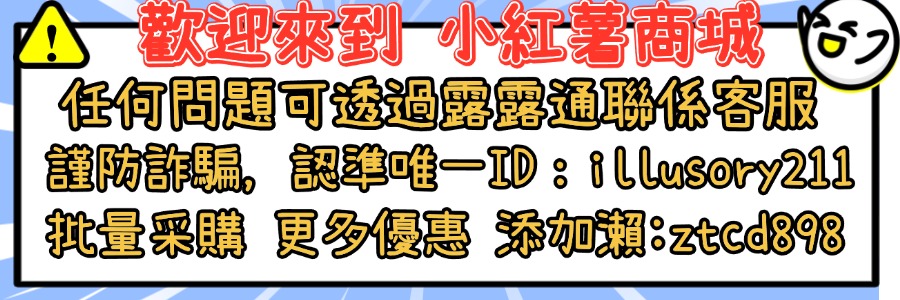 歡迎來到 小紅薯商城
任何問題可透過露露通聯係客服
謹防詐騙, 認準唯一ID：illusory211
批量采購 更多優惠 添加瀨:ztcd898